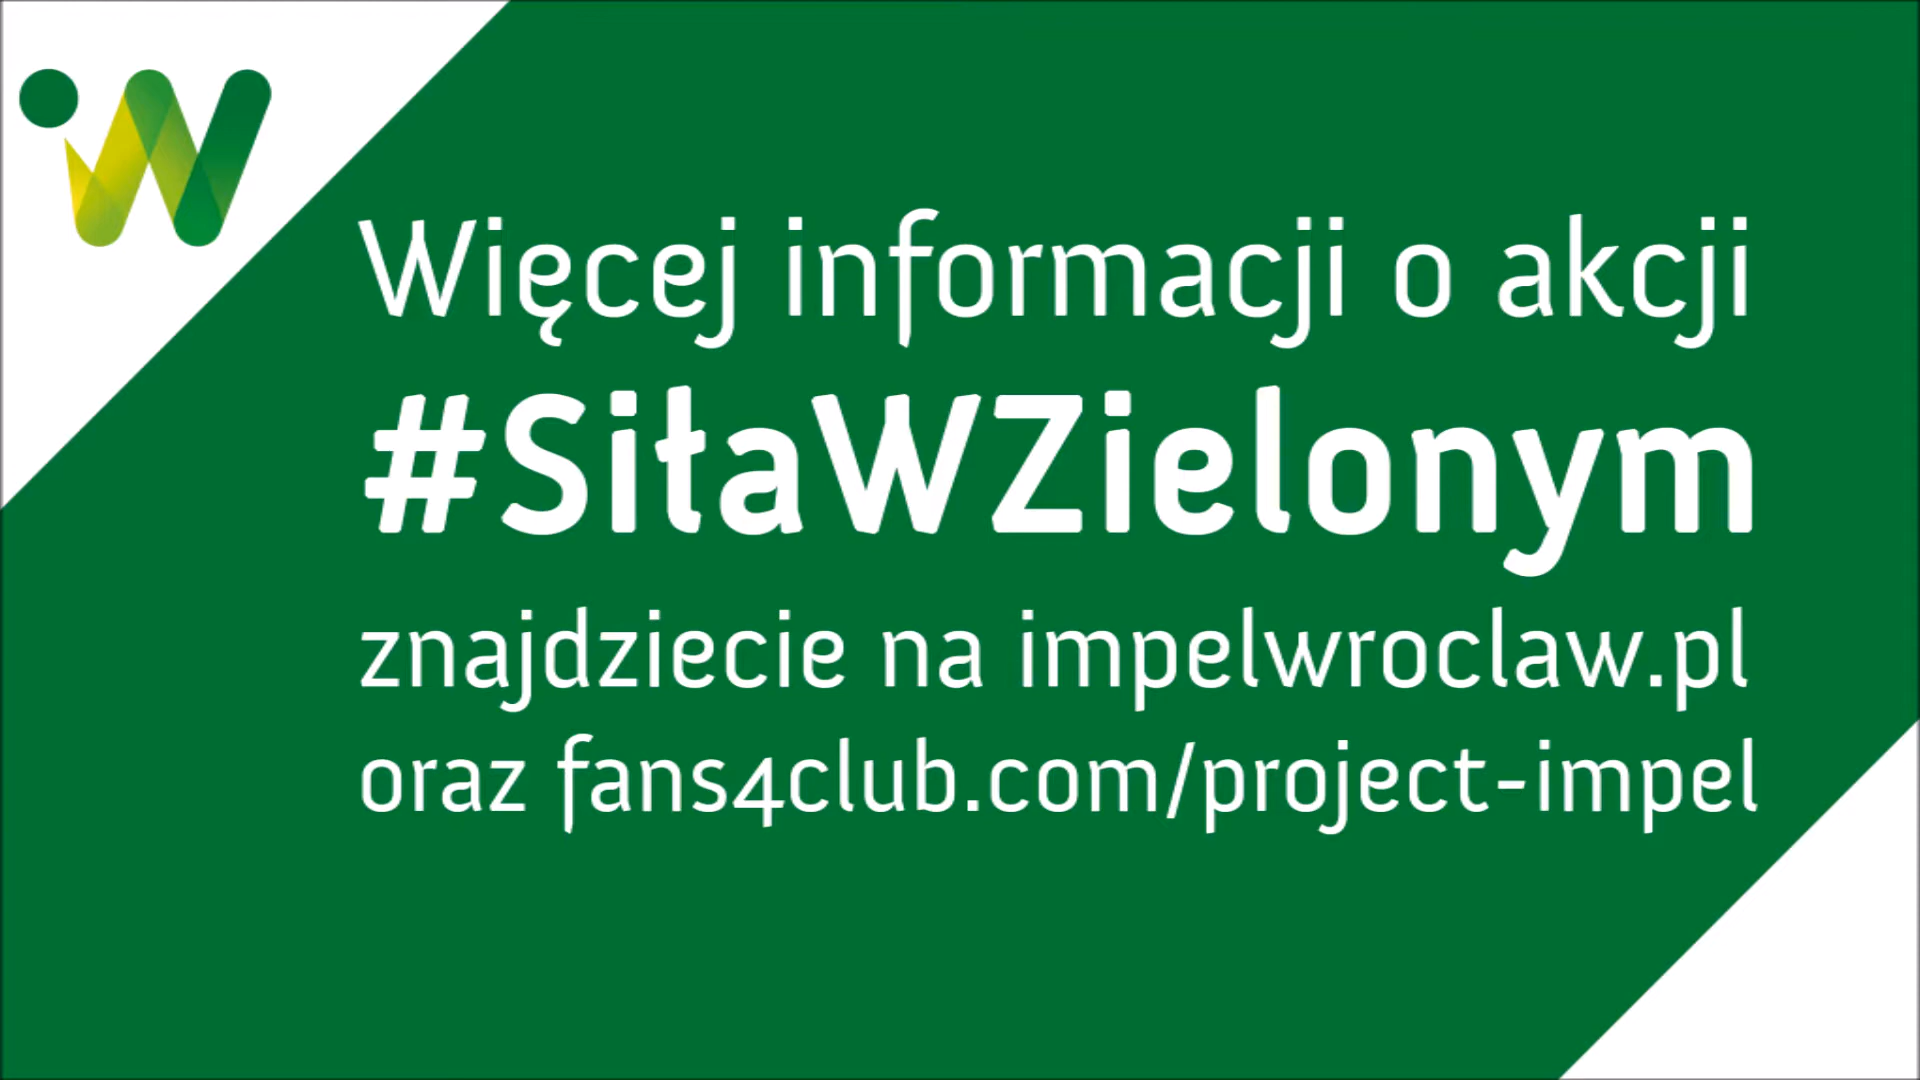 Więcej informacji o akcji
#SiłaWZielonym
znajdziecie na impelwroclaw.pl
oraz fans4club.com/project-impel